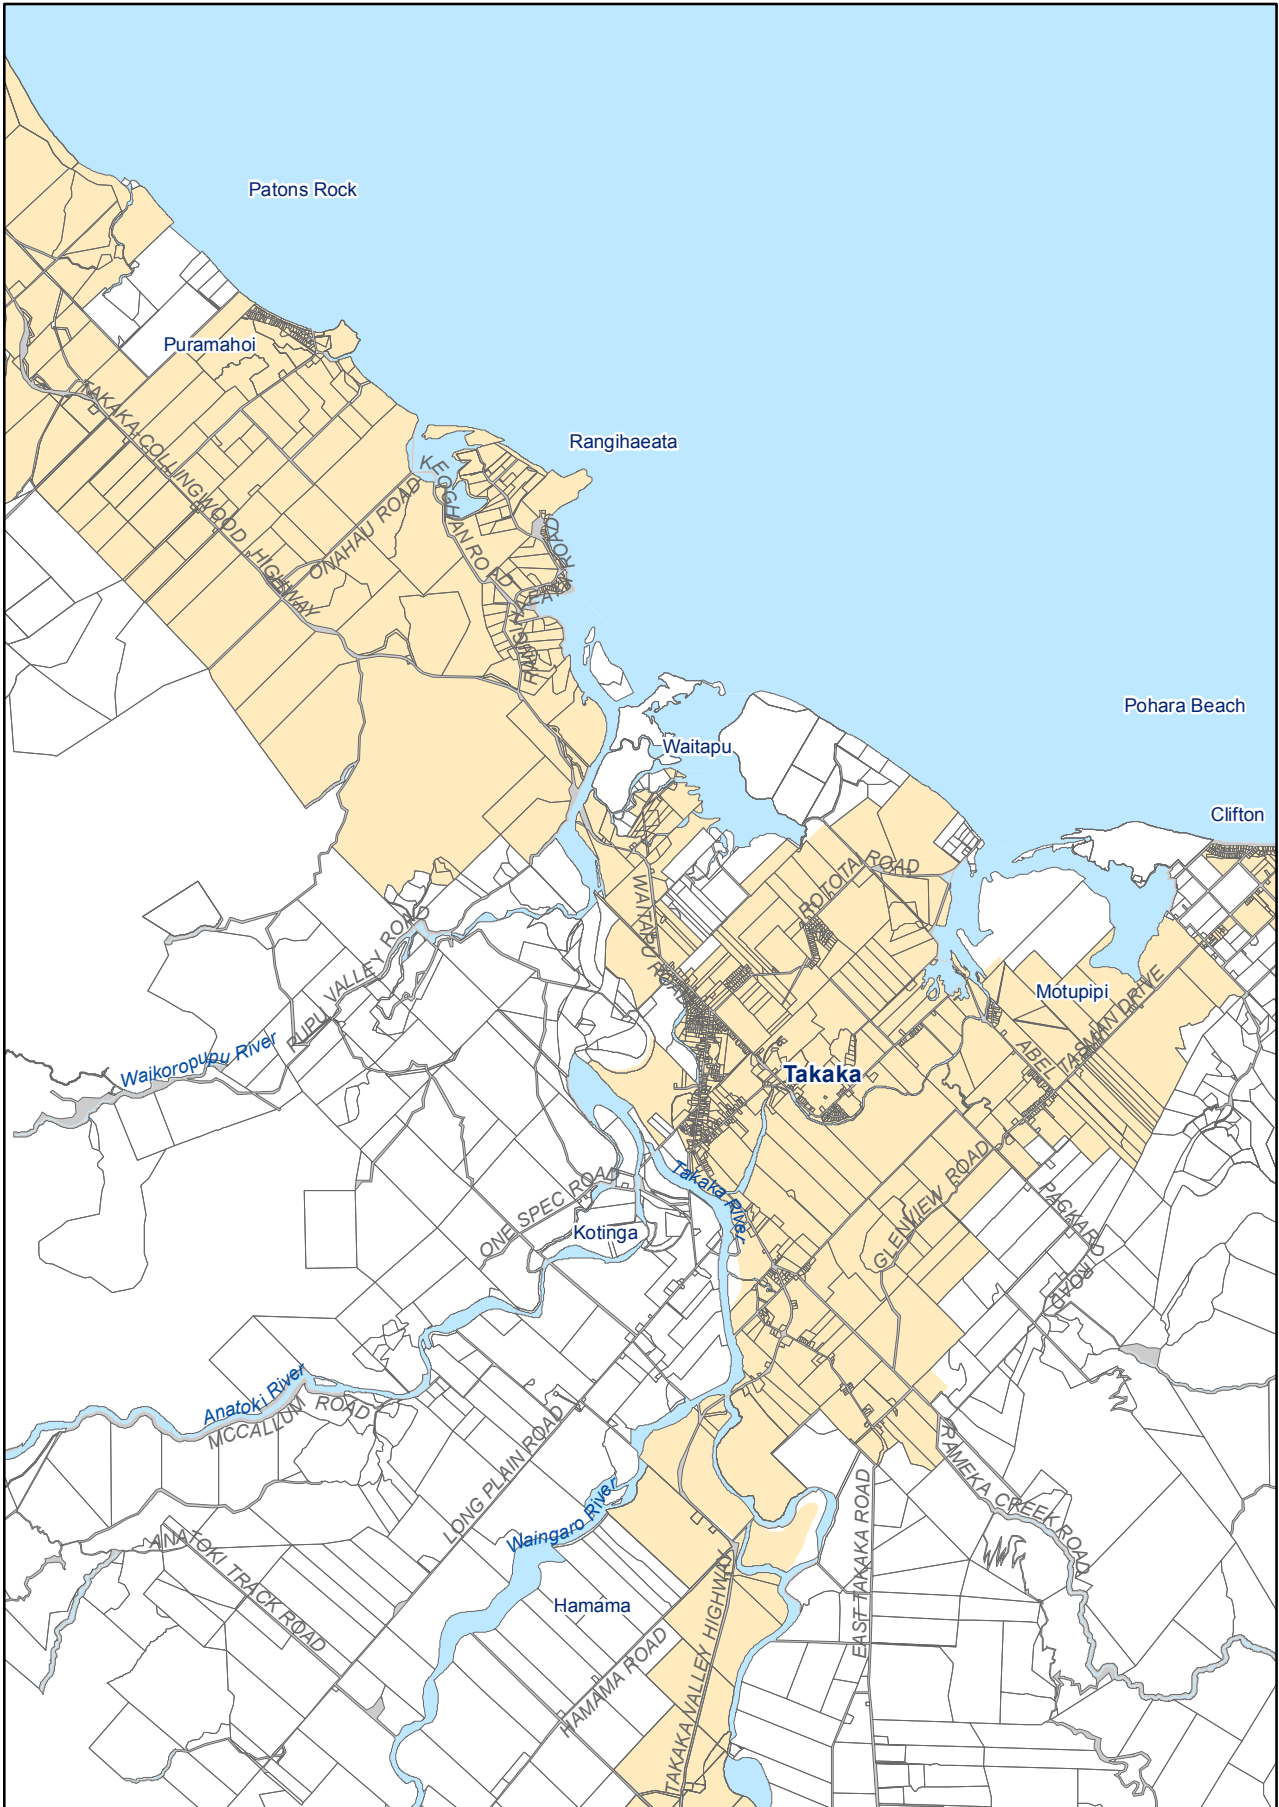 Patons Rock
Puramahoi
TAKAKA-COLLINGWOOD HIGHWAY
Rangihaeata
KEOGHAN ROAD
ONAHAU ROAD
RANGIHAEATA ROAD
Pohara Beach
Waitapu
Clifton
ROTOTAI ROAD
WAITAPU ROAD
PUPU VALLEY ROAD
Motupipi
Waikoropupu River
ABEL TASMAN DRIVE
Takaka
Takaka River
ONE SPEC ROAD
Kotinga
GLENVIEW ROAD
PACKARD ROAD
Anatoki River
MCCALLUM ROAD
LONG PLAIN ROAD
RAMEKA CREEK ROAD
EAST TAKAKA ROAD
Waingaro River
ANATOKI TRACK ROAD
Hamama
HAMAMA ROAD
TAKAKA VALLEY HIGHWAY